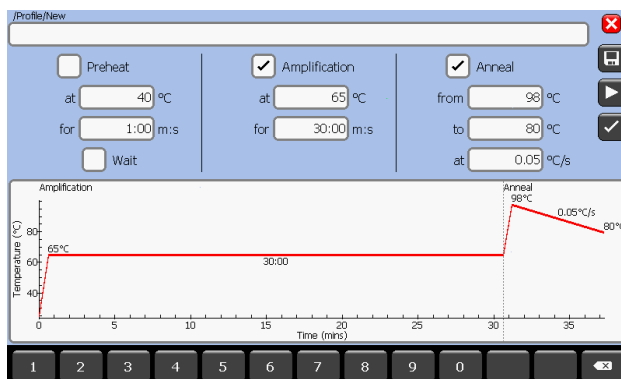 /Profile/New
Preheat
at 40 °C
for 1:00 m:s
Wait
Amplification
at 65 °C
for 30:00 m:s
Anneal
from 98 °C
to 80 °C
at 0.05 °C/s
Amplification
Anneal
98°C
0.05°C/s
80°
65°C
30:00
Temperature (°C)
80
60
40
0 5 10 15 20 25 30 35
Time (mins)
1 2 3 4 5 6 7 8 9 0